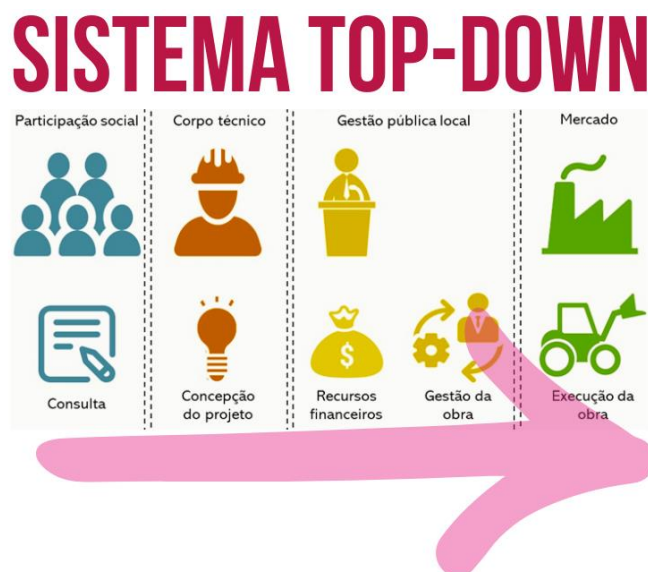 SISTEMA TOP-DOWN
Participação social
Corpo técnico
Gestão pública local
Mercado
$
Consulta
Concepção
do projeto
Recursos
financeiros
Gestão da
obra
Execução da
obra